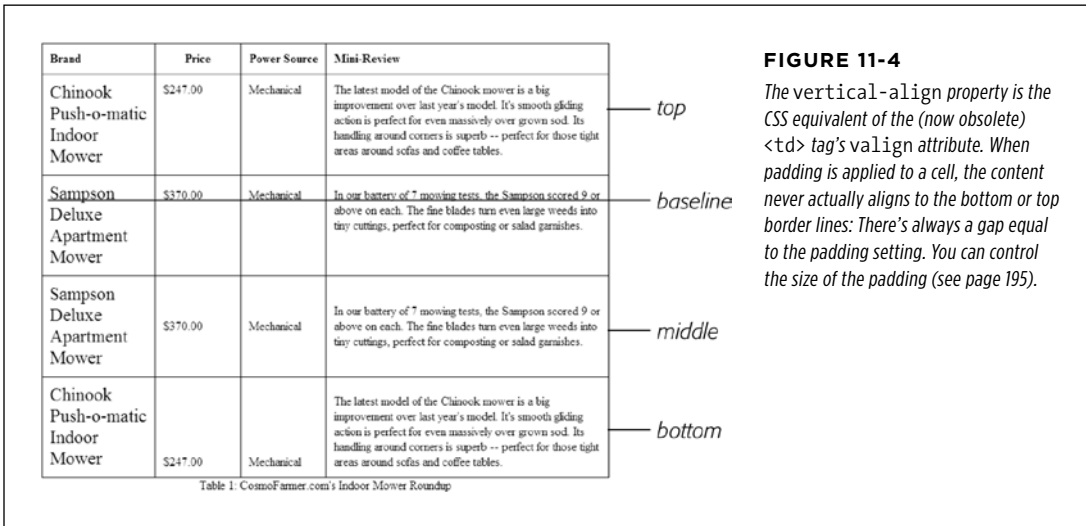 Brand Price Power Source Mini-Review
Chinook
Push-o-matic
Indoor
Mower
$247.00
Mechanical
The latest model of the Chinook mower is a big
improvement over last year's model. It's smooth gliding
action is perfect for even massively over grown sod. Its
handling around corners is superb -- perfect for those tight
areas around sofas and coffee tables.
top
Sampson
Deluxe
Apartment
Mower
$370.00
Mechanical
In our battery of 7 mowing tests, the Sampson scored 9 or
above on each. The fine blades turn even large weeds into
tiny cuttings, perfect for composting or salad garnishes.
baseline
Sampson
Deluxe
Apartment
Mower
$370.00
Mechanical
In our battery of 7 mowing tests, the Sampson scored 9 or
above on each. The fine blades turn even large weeds into
tiny cuttings, perfect for composting or salad garnishes.
middle
Chinook
Push-o-matic
Indoor
Mower
$247.00
Mechanical
The latest model of the Chinook mower is a big
improvement over last year's model. It's smooth gliding
action is perfect for even massively over grown sod. Its
handling around corners is superb -- perfect for those tight
areas around sofas and coffee tables.
bottom
Table 1: CosmoFarmer.com's Indoor Mower Roundup
FIGURE 11-4
The vertical-align property is the
CSS equivalent of the (now obsolete)
<td> tag's valign attribute. When
padding is applied to a cell, the content
never actually aligns to the bottom or top
border lines: There's always a gap equal
to the padding setting. You can control
the size of the padding (see page 195).